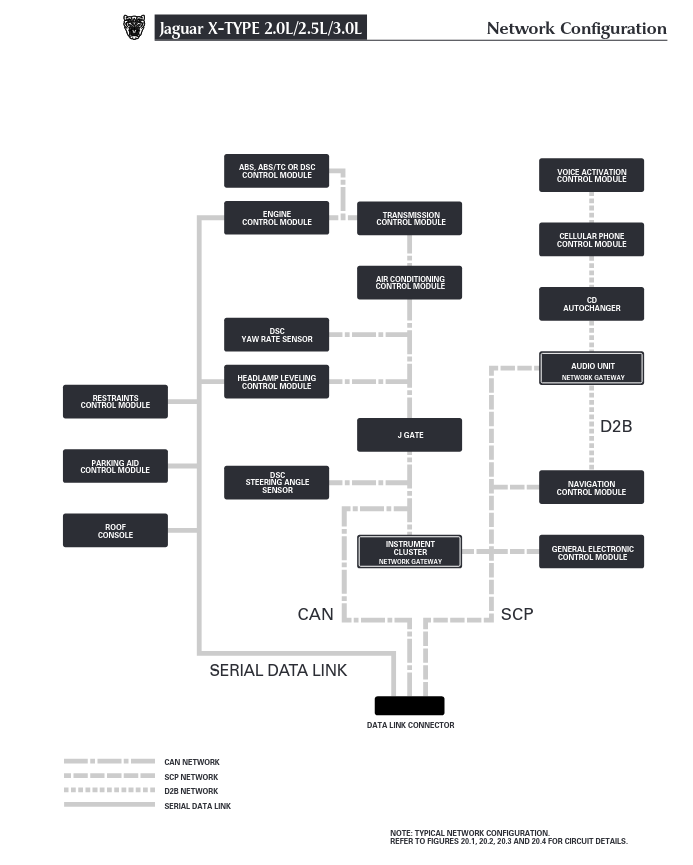 Jaguar X-TYPE 2.0L/2.5L/3.0L
Network Configuration
ABS, ABS/TC OR DSC
CONTROL MODULE
ENGINE
CONTROL MODULE
TRANSMISSION
CONTROL MODULE
AIR CONDITIONING
CONTROL MODULE
DSC
YAW RATE SENSOR
HEADLAMP LEVELING
CONTROL MODULE
RESTRAINTS
CONTROL MODULE
PARKING AID
CONTROL MODULE
ROOF
CONSOLE
J GATE
DSC
STEERING ANGLE
SENSOR
INSTRUMENT
CLUSTER
NETWORK GATEWAY
VOICE ACTIVATION
CONTROL MODULE
CELLULAR PHONE
CONTROL MODULE
CD
AUTOCHANGER
AUDIO UNIT
NETWORK GATEWAY
D2B
NAVIGATION
CONTROL MODULE
GENERAL ELECTRONIC
CONTROL MODULE
CAN
SCP
SERIAL DATA LINK
DATA LINK CONNECTOR
CAN NETWORK
SCP NETWORK
D2B NETWORK
SERIAL DATA LINK
NOTE: TYPICAL NETWORK CONFIGURATION.
REFER TO FIGURES 20.1, 20.2, 20.3 AND 20.4 FOR CIRCUIT DETAILS.